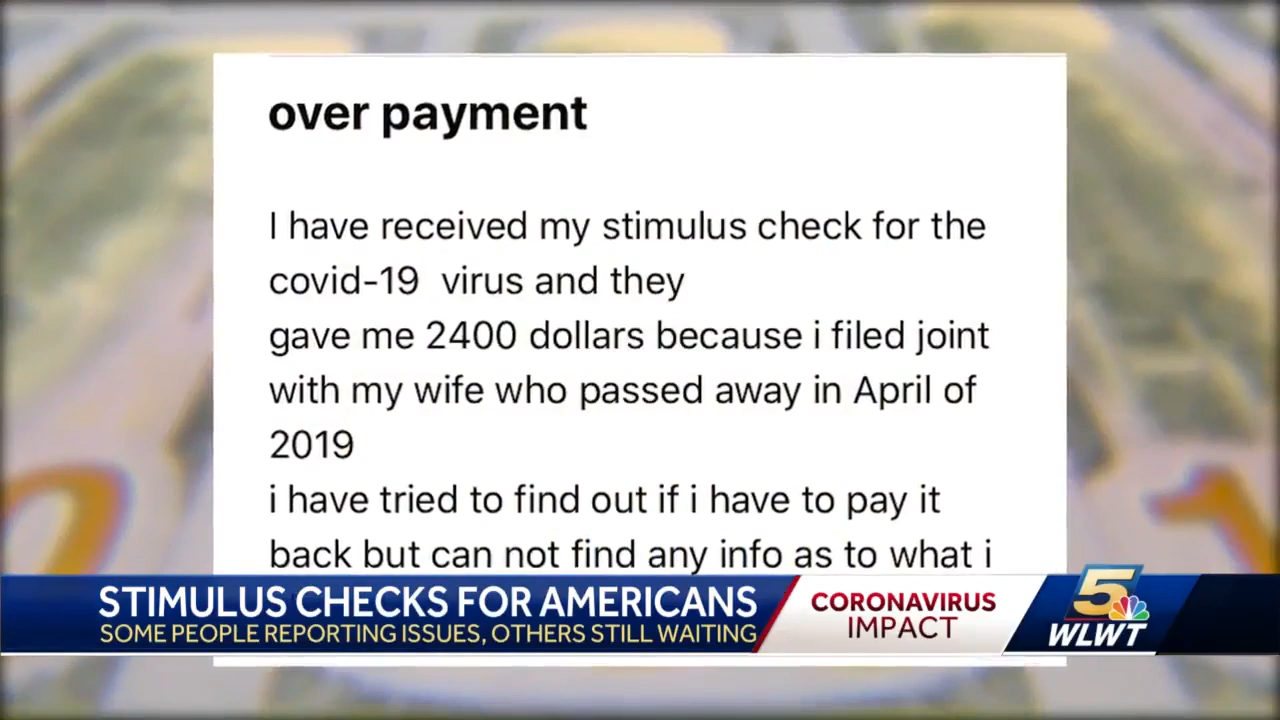 over payment
I have received my stimulus check for the
covid-19  virus and they
gave me 2400 dollars because i filed joint
with my wife who passed away in April of
2019
i have tried to find out if i have to pay it
back but can not find any info as to what i
STIMULUS CHECKS FOR AMERICANS
SOME PEOPLE REPORTING ISSUES, OTHERS STILL WAITING
CORONAVIRUS
IMPACT
5
WLWT